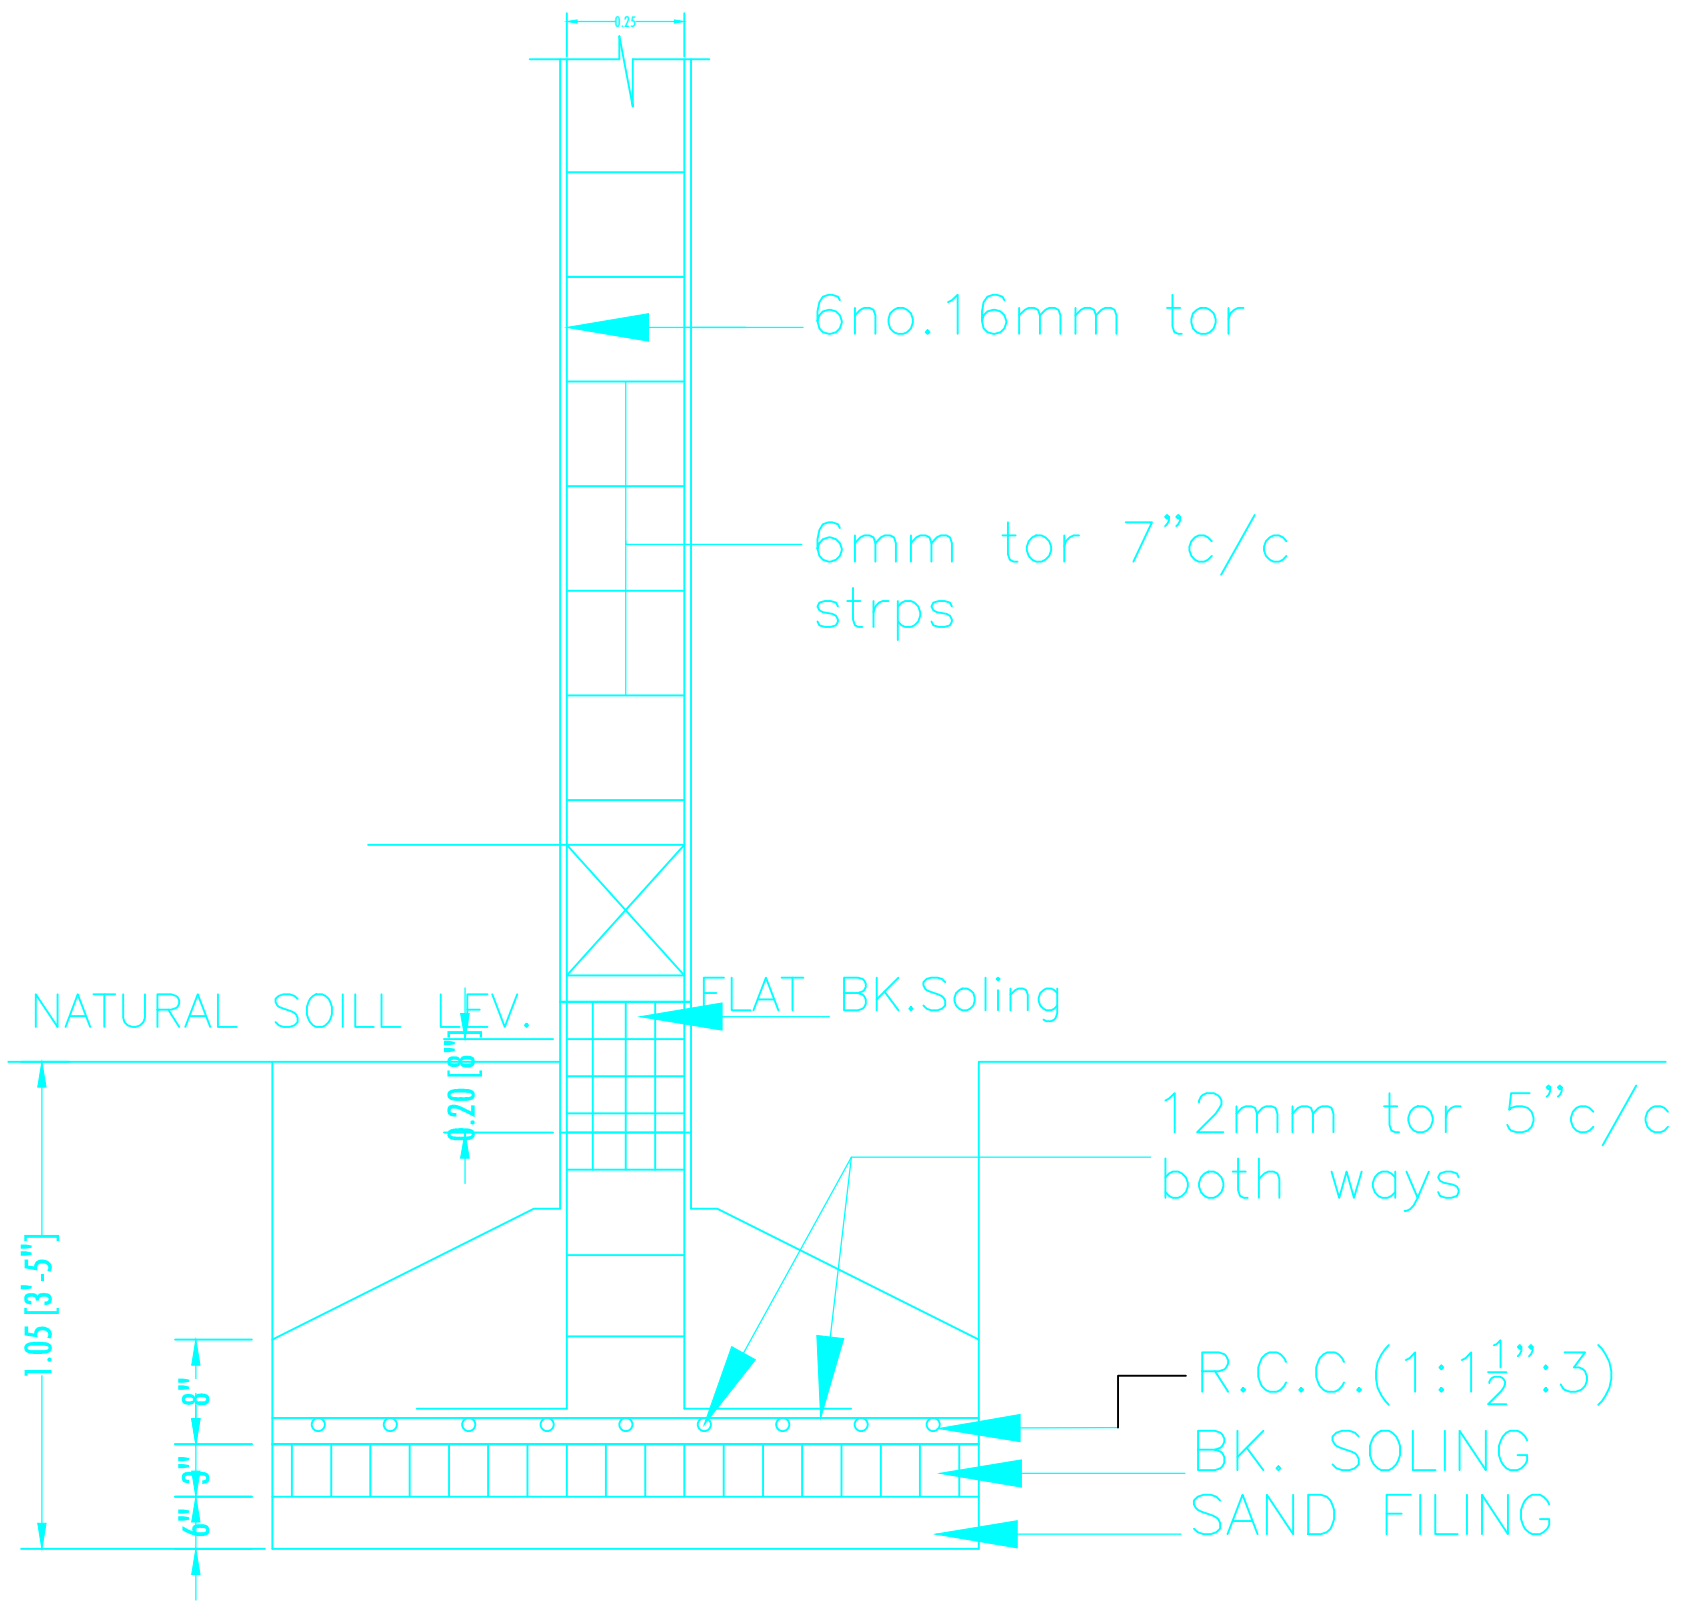 0.25
6no.16mm tor
6mm tor 7”c/c
strps
NATURAL SOILL LEV.
FLAT BK.Soling
0.20 [8"]
12mm tor 5”c/c
both ways
1.05 [3'-5"]
8"
R.C.C.(1:1½”:3)
BK. SOLING
3"
SAND FILING
6"